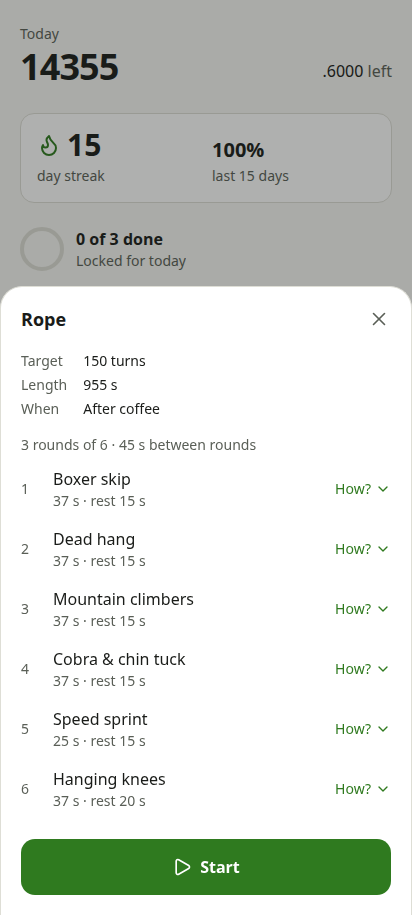 Today
14355
.6000 left
15
day streak
100%
last 15 days
0 of 3 done
Locked for today
Rope
Target 150 turns
Length 955 s
When After coffee
3 rounds of 6 · 45 s between rounds
1 Boxer skip How?
37 s · rest 15 s
2 Dead hang How?
37 s · rest 15 s
3 Mountain climbers How?
37 s · rest 15 s
4 Cobra & chin tuck How?
37 s · rest 15 s
5 Speed sprint How?
25 s · rest 15 s
6 Hanging knees How?
37 s · rest 20 s
Start